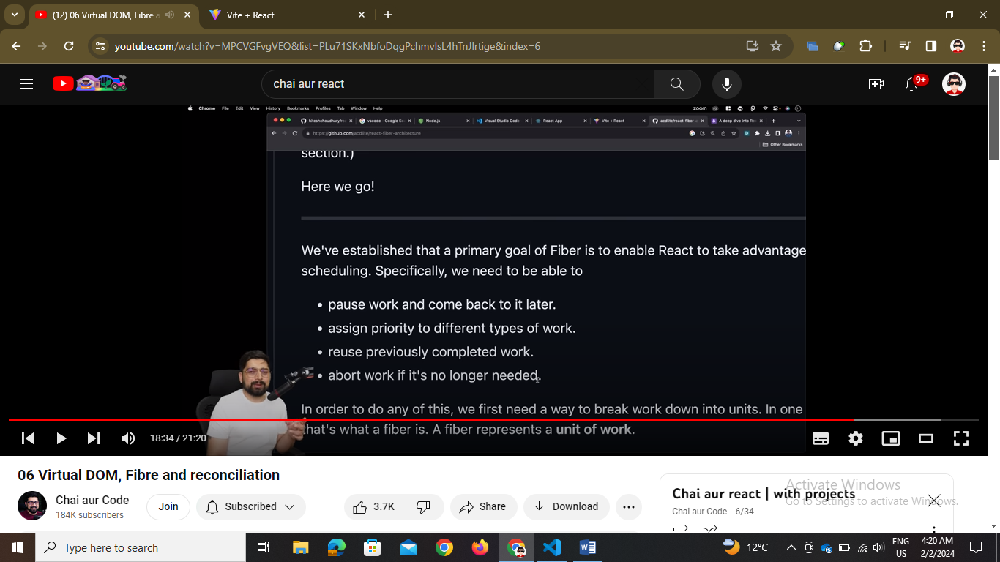 (12) 06 Virtual DOM, Fibre a
Vite + React
youtube.com/watch?v=MPCVGFvgVEQ&list=PLu71SKxNbfoDqgPchmvIsL4hTnJIrtige&index=6
chai aur react
9+
Chrome File Edit View History Bookmarks Profiles Tab Window Help
zoom
hiteshchoudhary/re
vscode - Google Se
Node.js
Visual Studio Code
React App
Vite + React
acdlite/react-fiber-a
A deep dive into Rea
https://github.com/acdlite/react-fiber-architecture
Other Bookmarks
section.)
Here we go!
We've established that a primary goal of Fiber is to enable React to take advantage
scheduling. Specifically, we need to be able to
• pause work and come back to it later.
• assign priority to different types of work.
• reuse previously completed work.
• abort work if it's no longer needed.
In order to do any of this, we first need a way to break work down into units. In one
that's what a fiber is. A fiber represents a unit of work.
18:34 / 21:20
06 Virtual DOM, Fibre and reconciliation
Chai aur Code
184K subscribers
Join
Subscribed
3.7K
Share
Download
Chai aur react | with projects
Chai aur Code - 6/34
Activate Windows
Go to Settings to activate Windows.
Type here to search
12°C
ENG
US
4:20 AM
2/2/2024